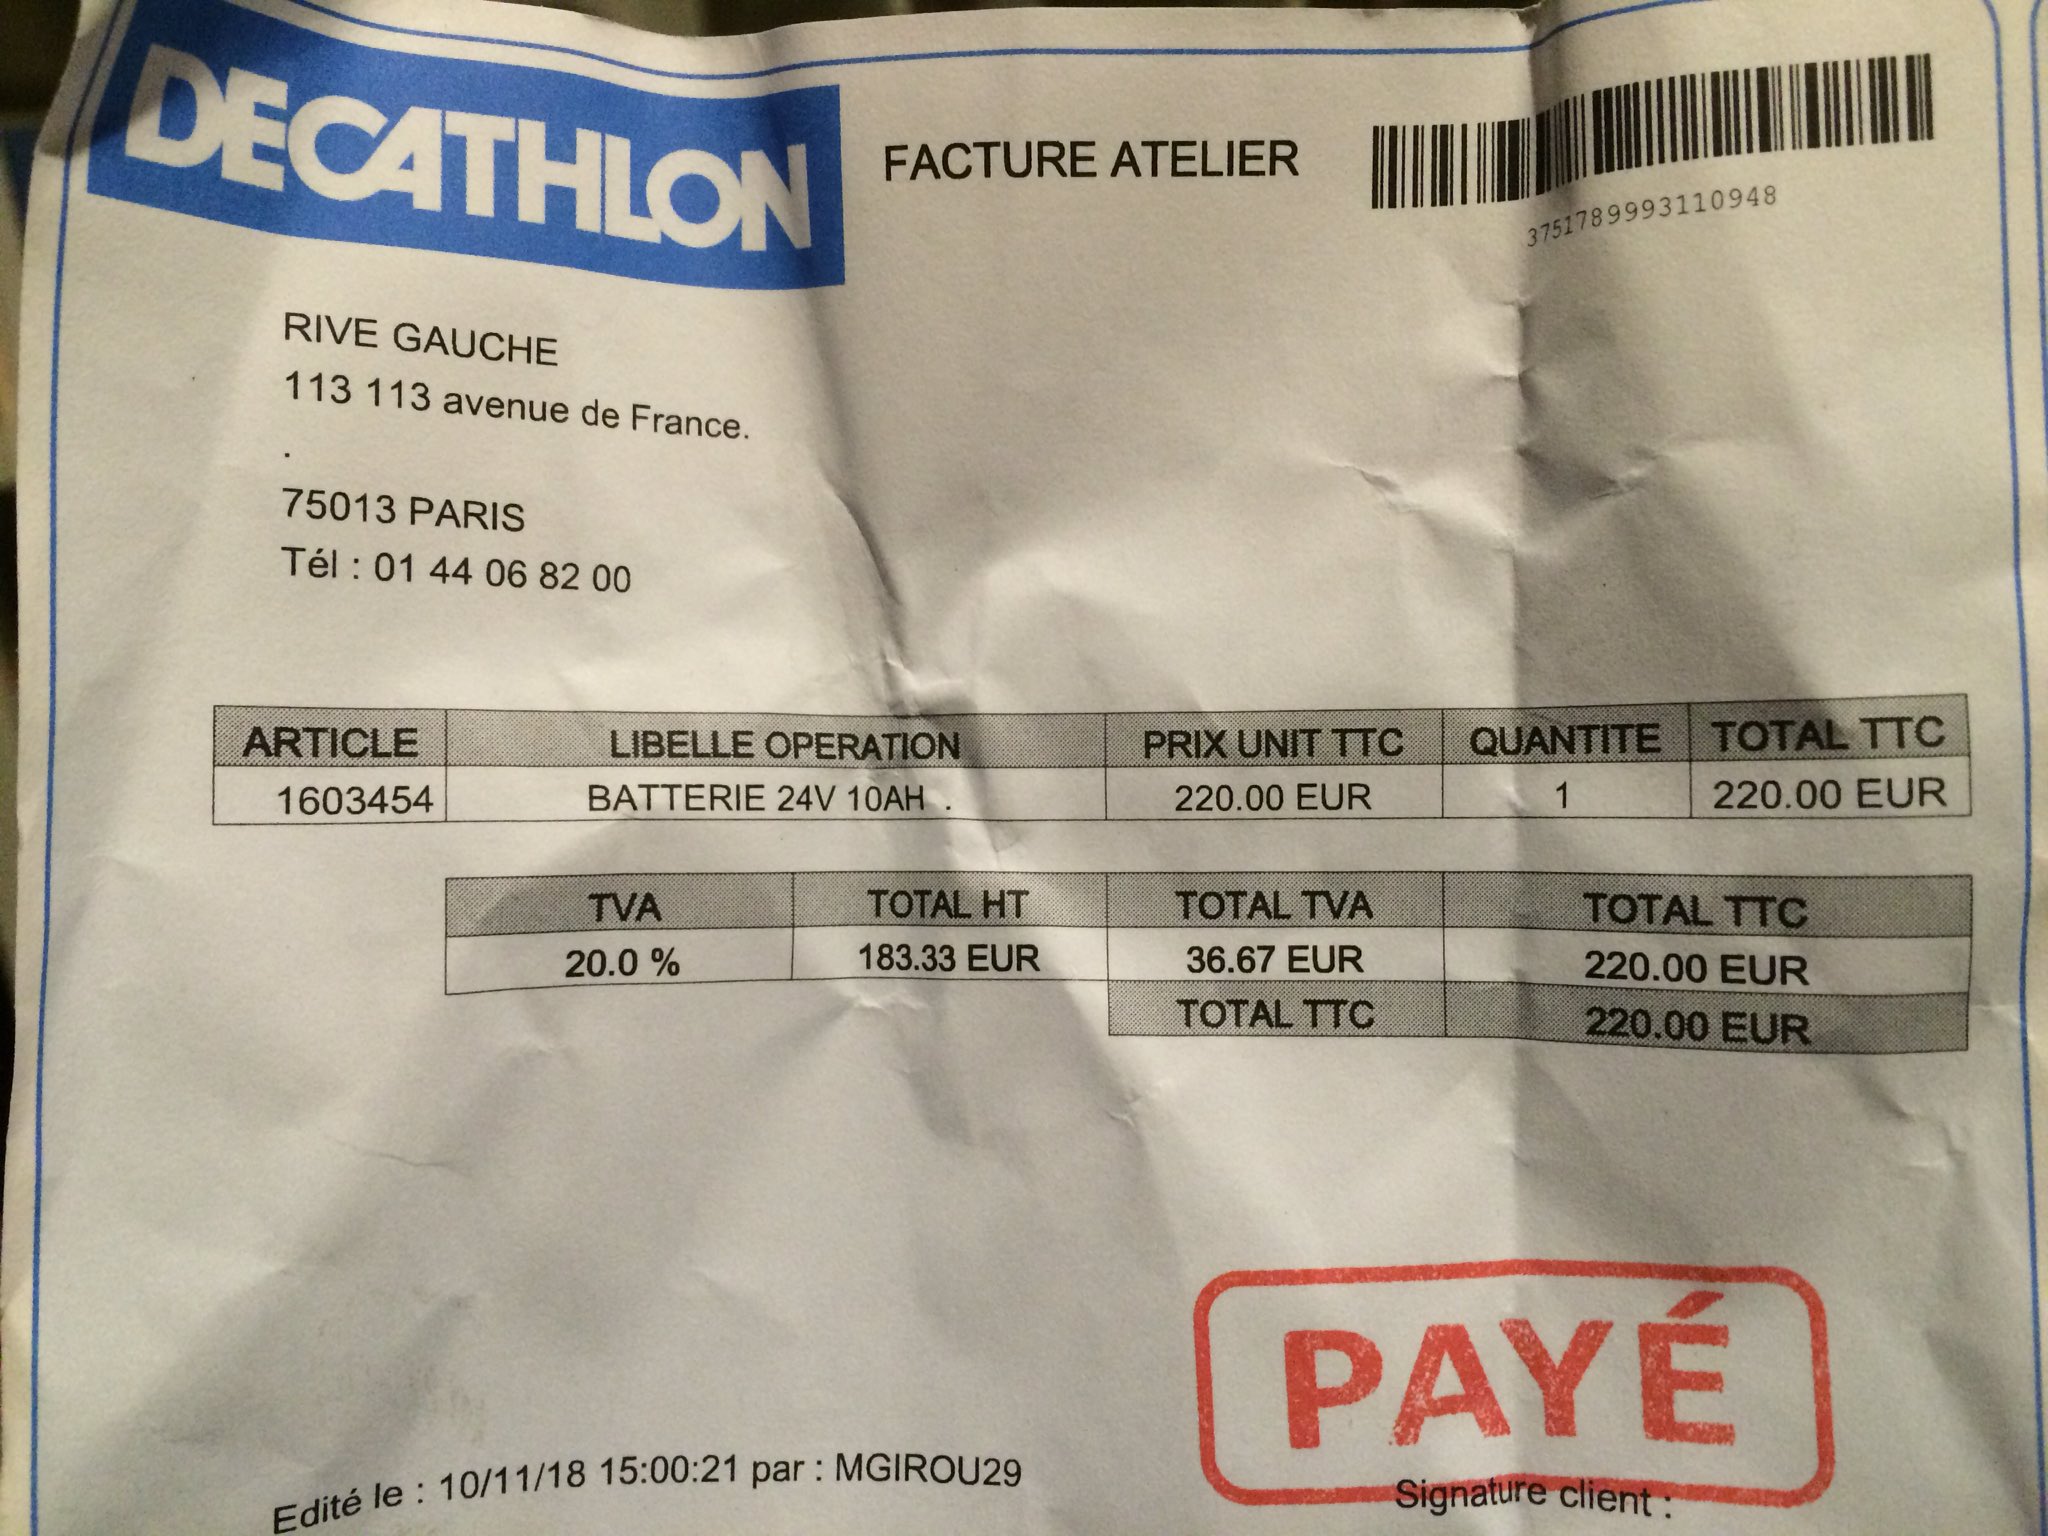 DECATHLON
FACTURE ATELIER
3751789993110948
RIVE GAUCHE
113 113 avenue de France.
.
75013 PARIS
Tél : 01 44 06 82 00
ARTICLE LIBELLE OPERATION PRIX UNIT TTC QUANTITE TOTAL TTC
1603454 BATTERIE 24V 10AH . 220.00 EUR 1 220.00 EUR
TVA TOTAL HT TOTAL TVA TOTAL TTC
20.0 % 183.33 EUR 36.67 EUR 220.00 EUR
TOTAL TTC 220.00 EUR
PAYÉ
Edité le : 10/11/18 15:00:21 par : MGIROU29
Signature client :